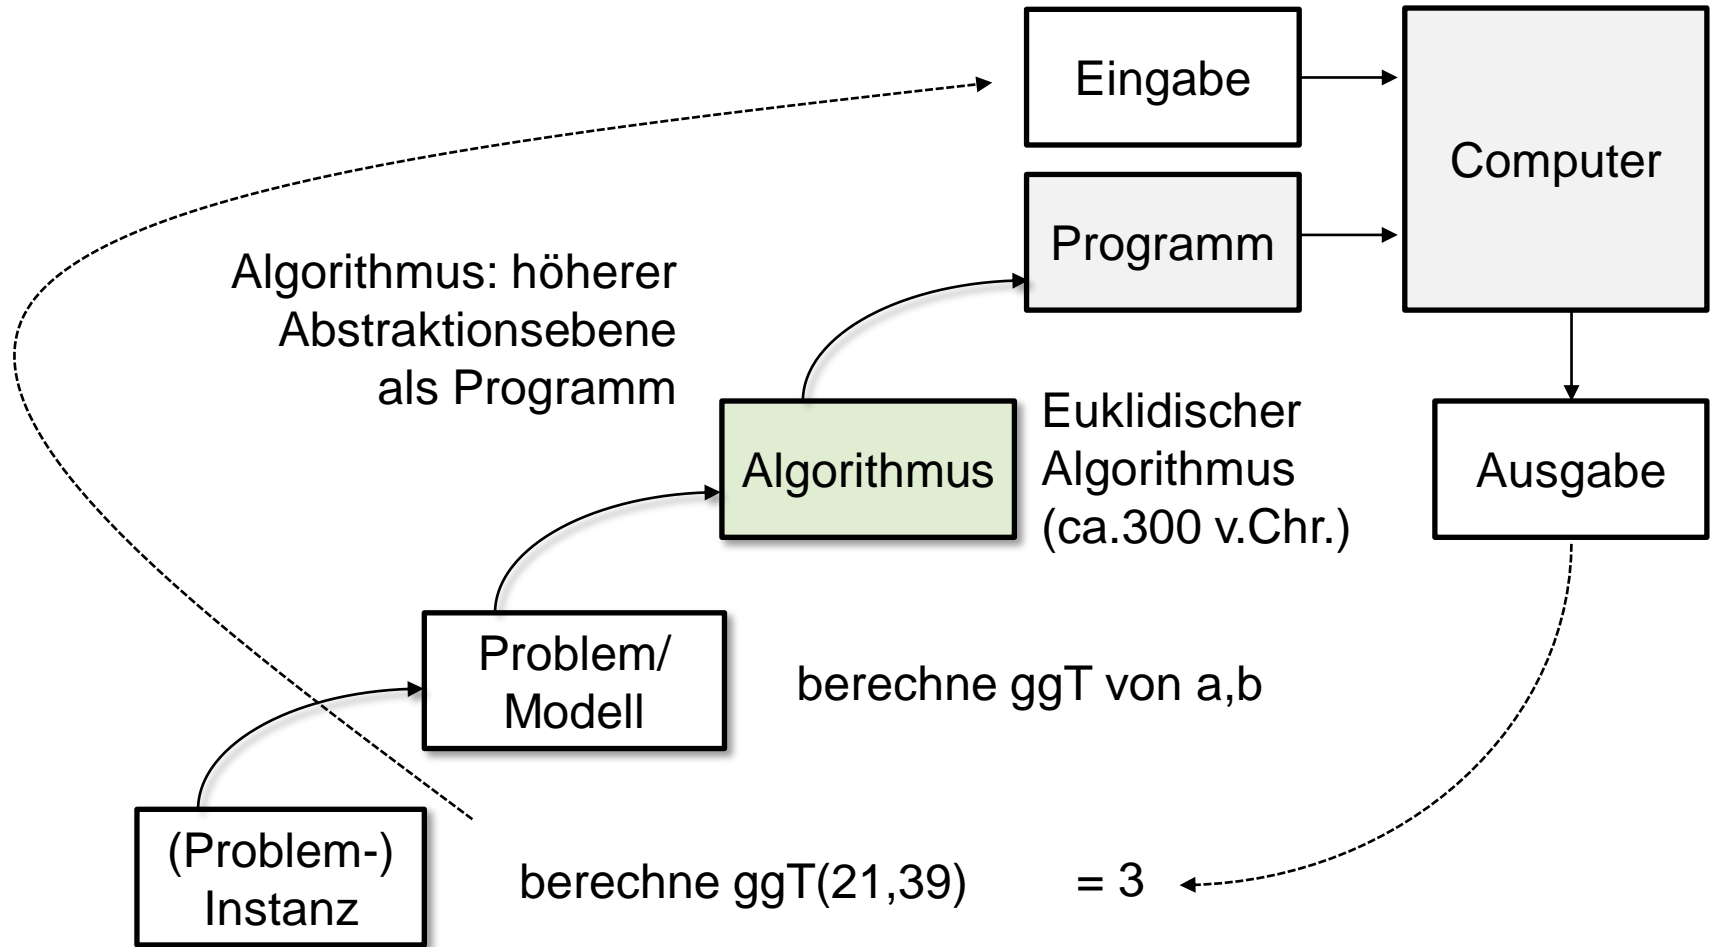 Eingabe
Computer
Programm
Algorithmus: höherer
Abstraktionsebene
als Programm
Algorithmus
Euklidischer
Algorithmus
(ca.300 v.Chr.)
Ausgabe
Problem/
Modell
berechne ggT von a,b
(Problem-)
Instanz
berechne ggT(21,39) = 3